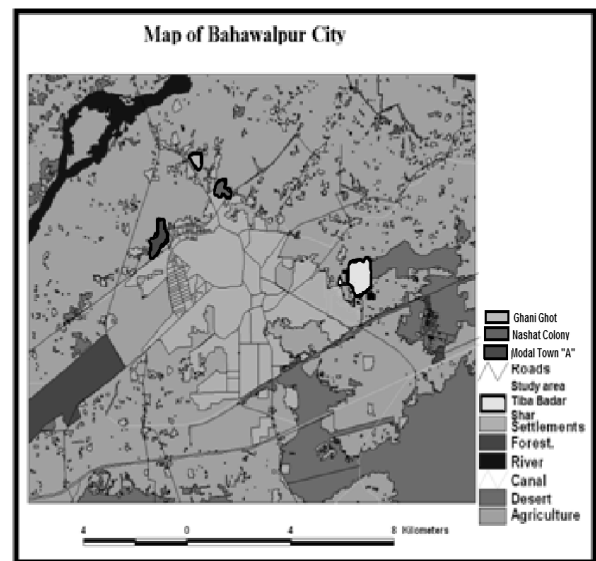 Map of Bahawalpur City
Ghani Ghot
Nashat Colony
Modal Town "A"
Roads
Study area
Tiba Badar
Shar
Settlements
Forest.
River
Canal
Desert
Agriculture
4 0 4 8 Kilometers